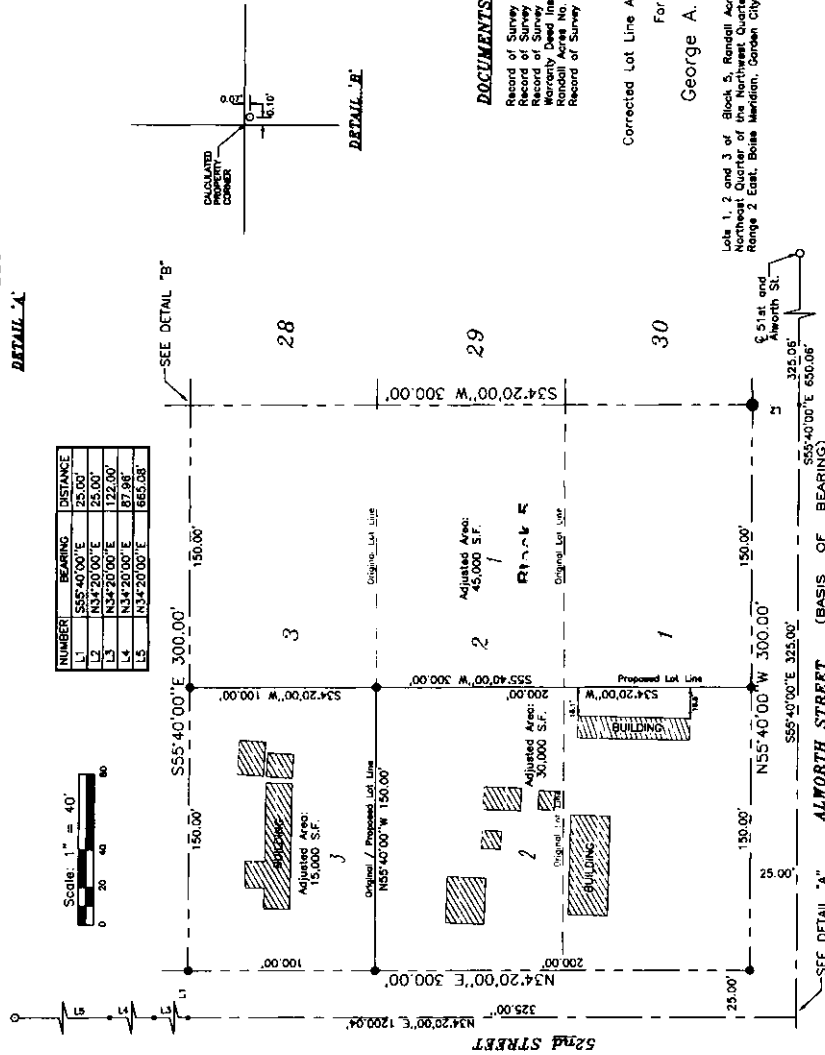 DETAIL "A"
NUMBER BEARING DISTANCE
L1 S55°40'00"E 25.00'
L2 N34°20'00"E 25.00'
L3 N34°20'00"E 122.00'
L4 N34°20'00"E 87.96'
L5 N34°20'00"E 665.08'
Scale: 1" = 40'
0 20 40 80
CALCULATED
PROPERTY
CORNER
0.07'
0.10'
DETAIL "B"
SEE DETAIL "B"
S55°40'00"E 300.00'
150.00'
150.00'
L5
L4
L3
L1
100.00'
BUILDING
Adjusted Area:
15,000 S.F.
3
S34°20'00"W 100.00'
3
28
Original Lot Line
Original / Proposed Lot Line
N55°40'00"W 150.00'
S34°20'00"W 300.00'
Adjusted Area:
45,000 S.F.
1
Block 5
2
29
S55°40'00"W 300.00'
200.00'
Adjusted Area:
30,000 S.F.
2
Original Lot Line
Original Lot Line
BUILDING
BUILDING
Proposed Lot Line
S34°20'00"W
1
30
N34°20'00"E 300.00'
200.00'
325.00'
N34°20'00"E 1200.04'
52nd STREET
N55°40'00"W 300.00'
150.00'
150.00'
25.00'
25.00'
S55°40'00"E 325.00'
325.06'
S55°40'00"E 650.06'
℄ 51st and
Alworth St.
SEE DETAIL "A"
ALWORTH STREET (BASIS OF BEARING)
DOCUMENTS
Record of Survey
Record of Survey
Record of Survey
Warranty Deed Ins
Randall Acres No.
Record of Survey
Corrected Lot Line A
For
George A.
Lots 1, 2 and 3 of Block 5, Randall Acr
Northeast Quarter of the Northwest Quarte
Range 2 East, Boise Meridian, Garden City